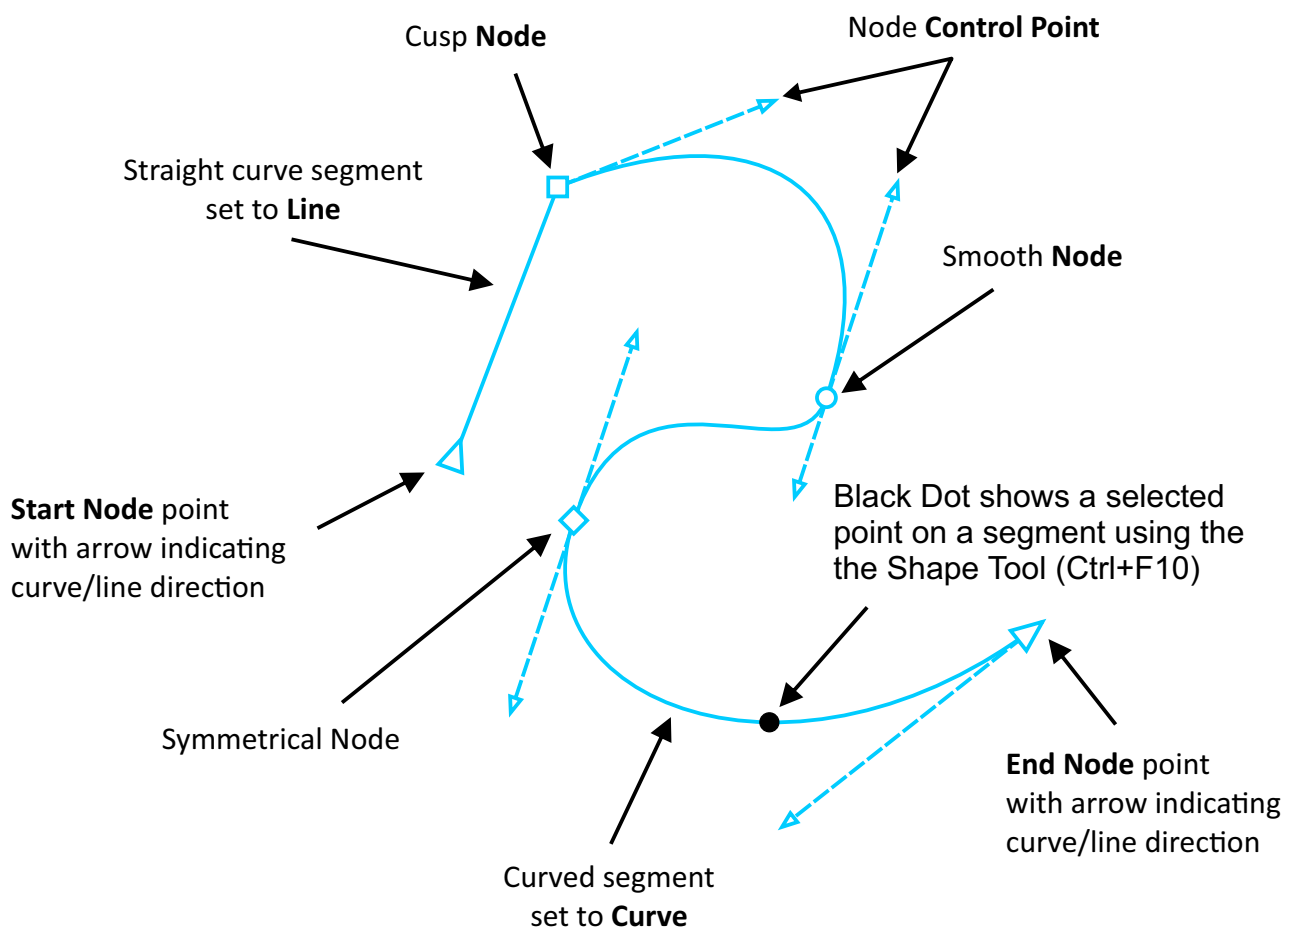 Cusp Node
Node Control Point
Straight curve segment
set to Line
Smooth Node
Start Node point
with arrow indicating
curve/line direction
Black Dot shows a selected
point on a segment using the
the Shape Tool (Ctrl+F10)
Symmetrical Node
End Node point
with arrow indicating
curve/line direction
Curved segment
set to Curve